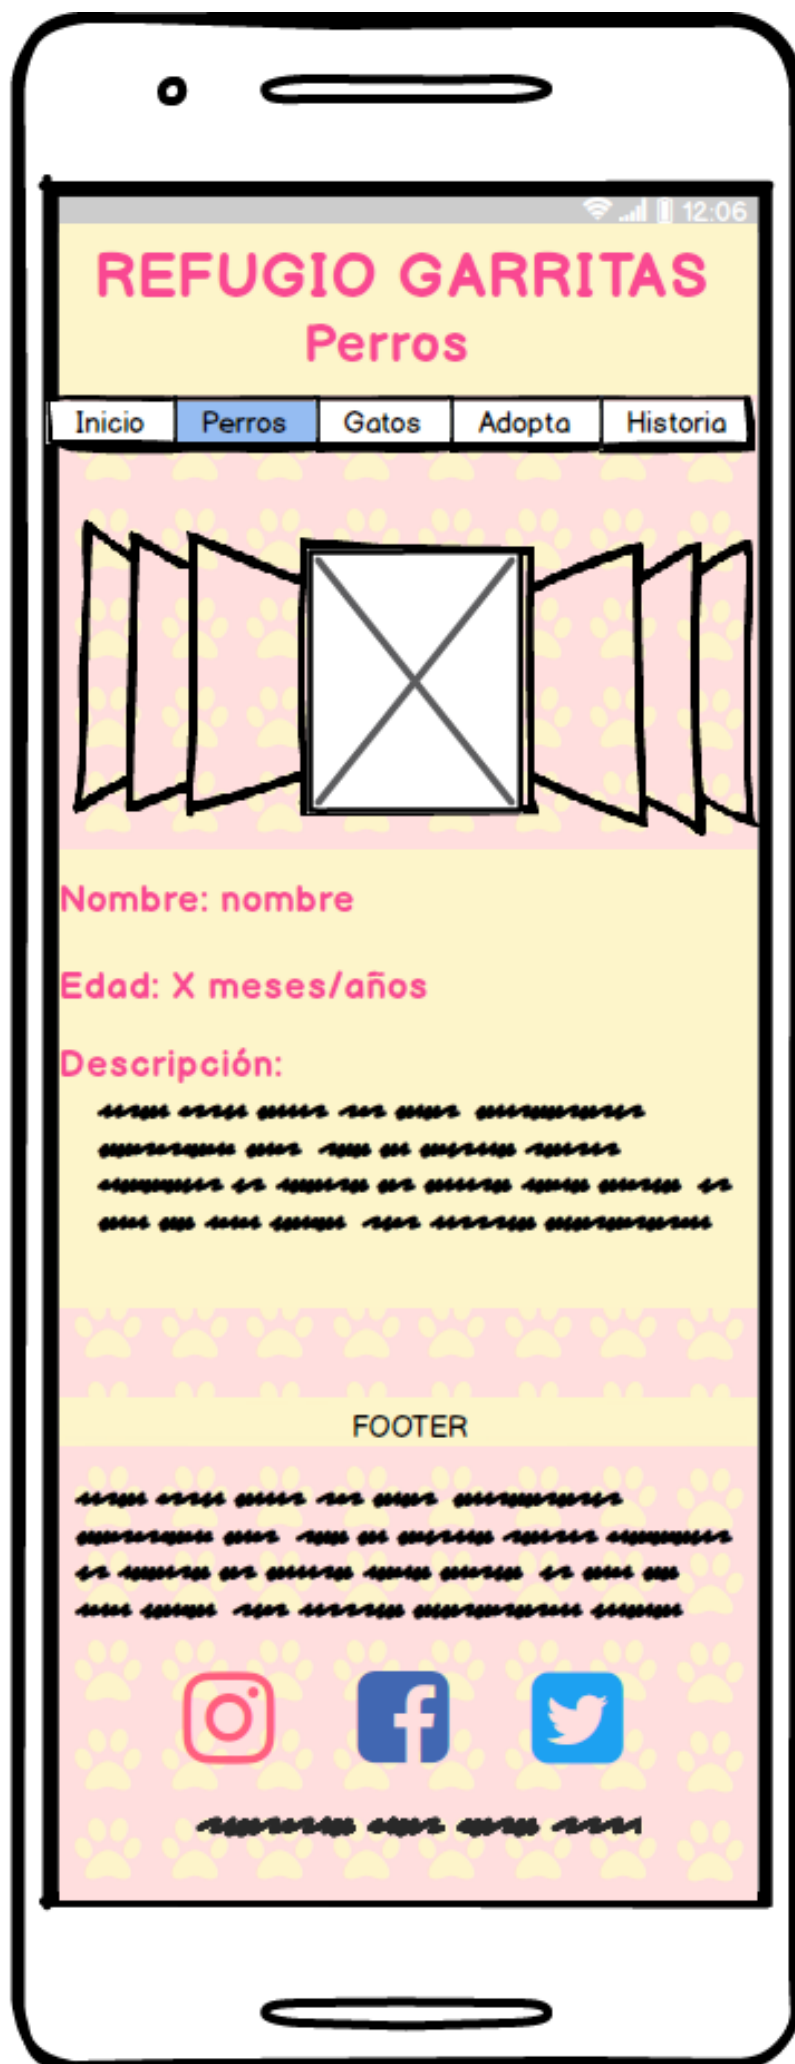 12:06
REFUGIO GARRITAS
Perros
Inicio Perros Gatos Adopta Historia
Nombre: nombre
Edad: X meses/años
Descripción:
FOOTER